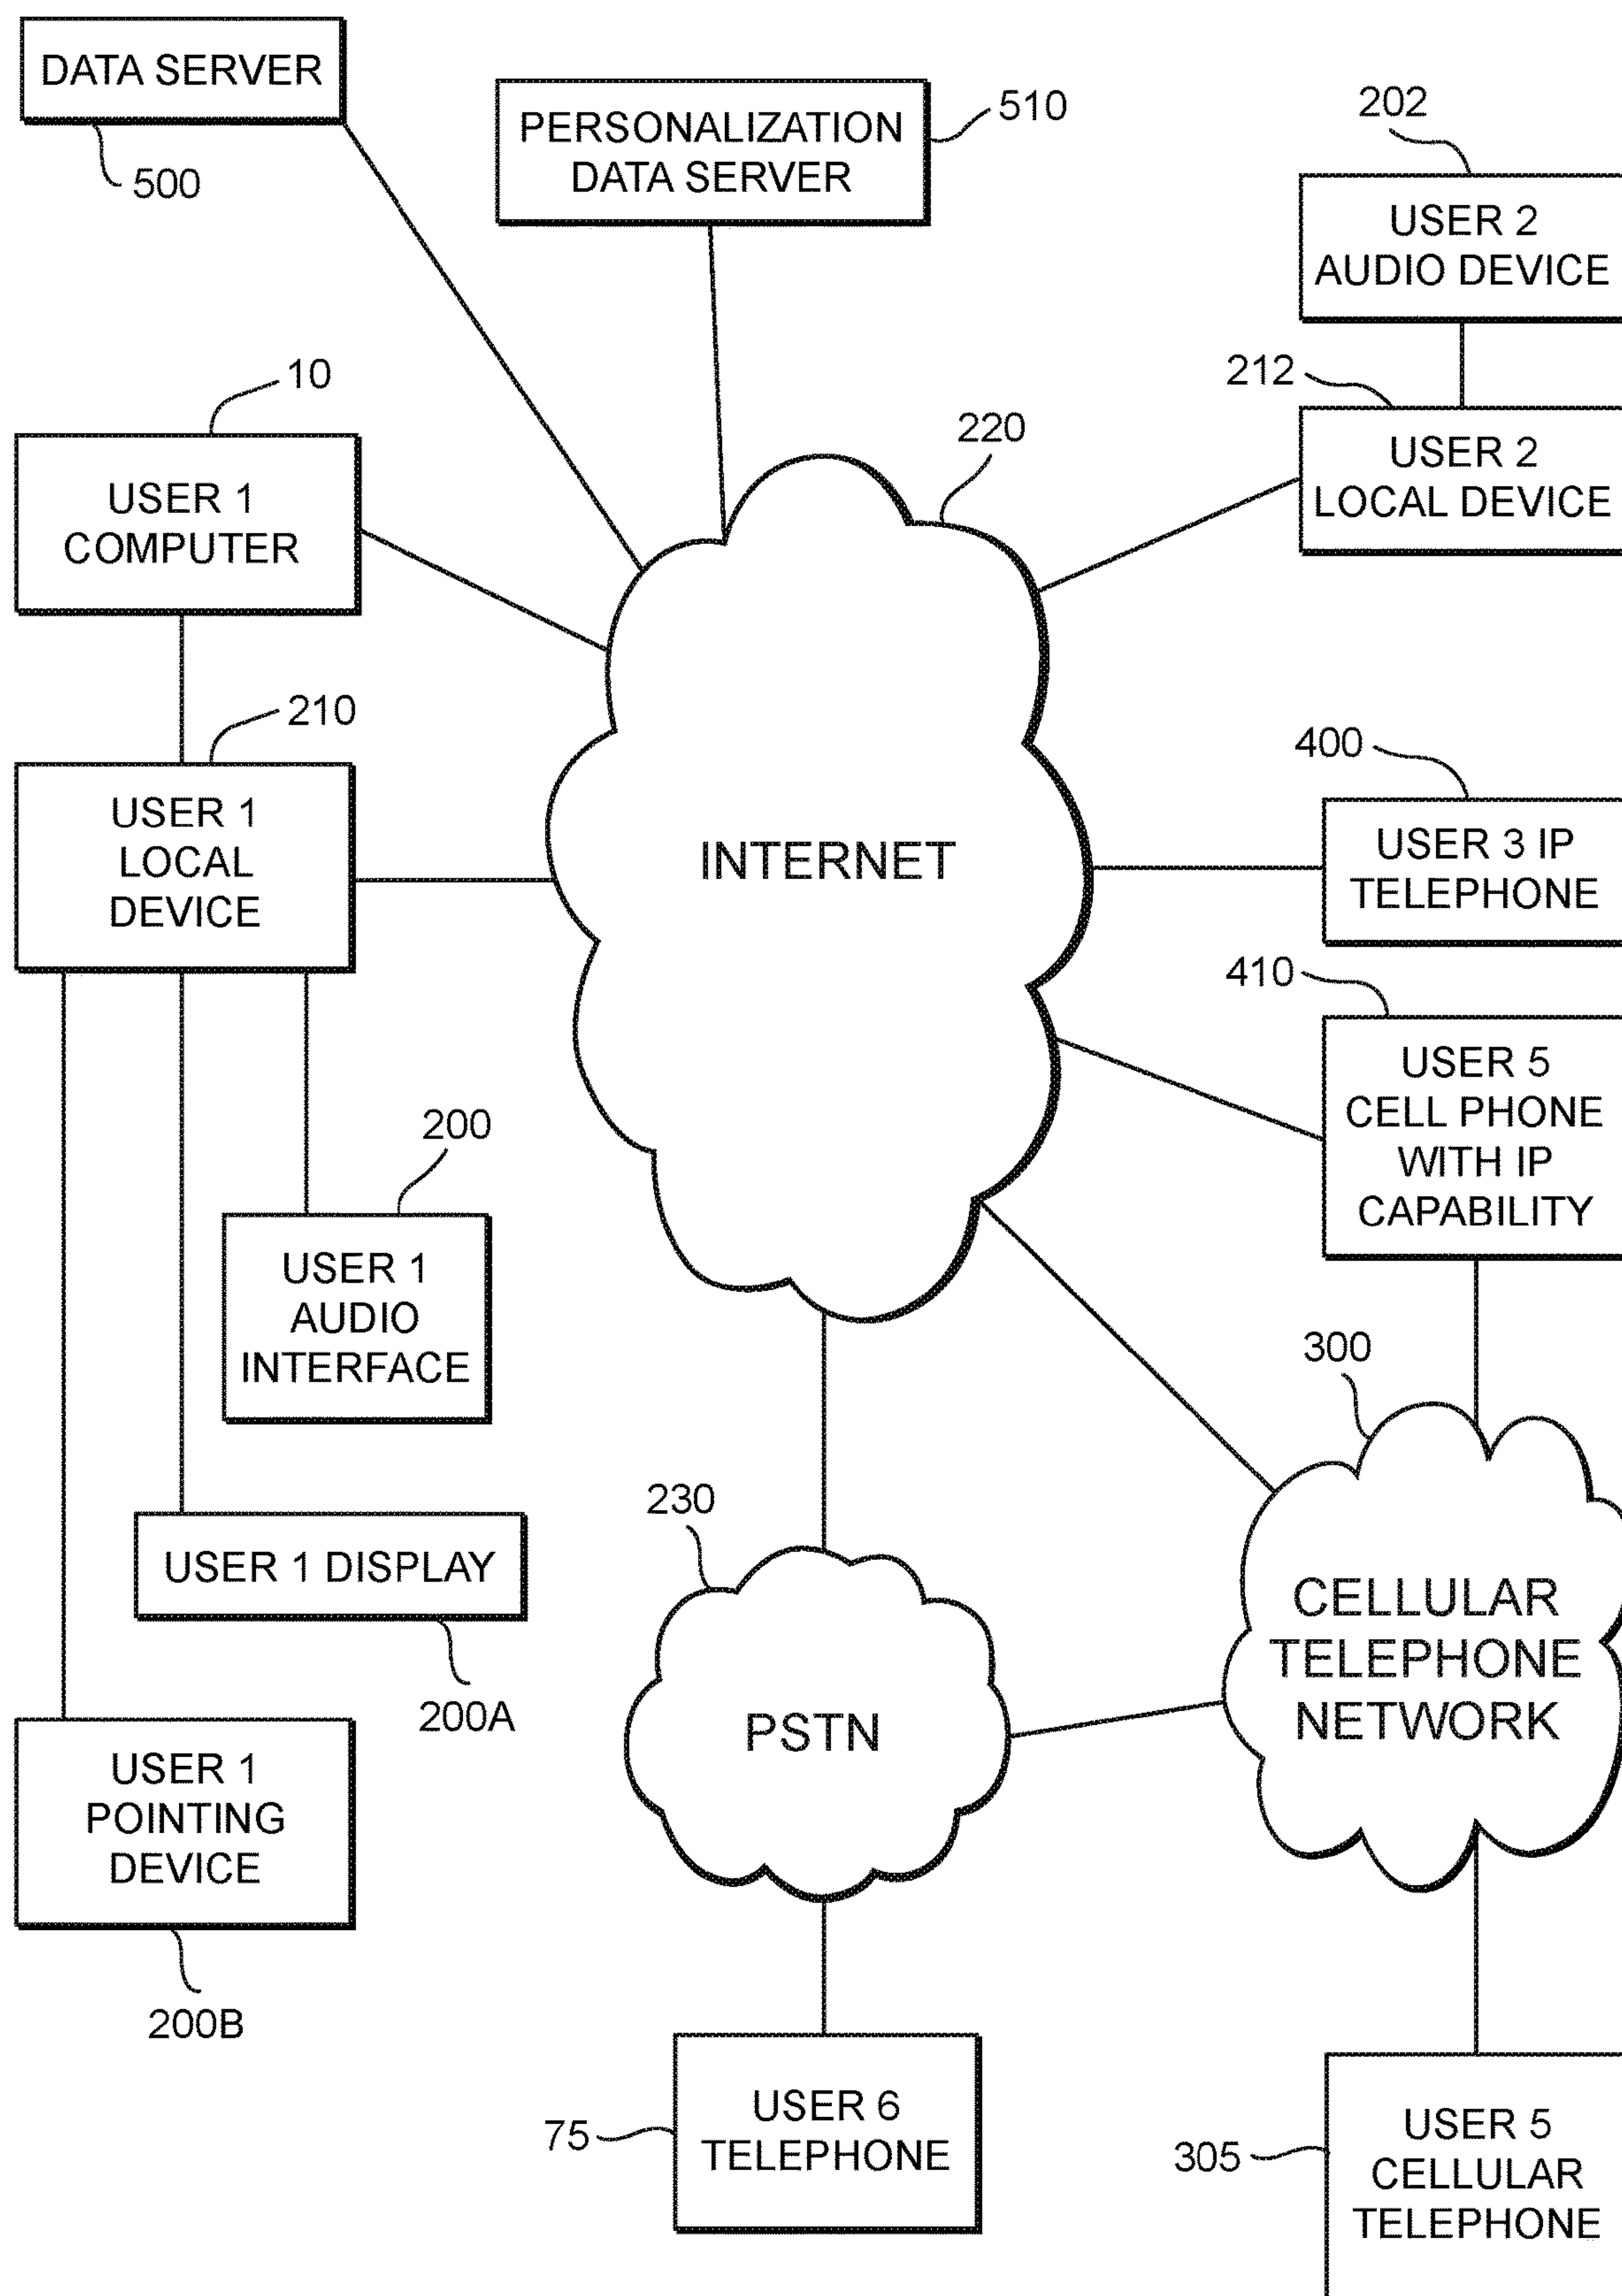 DATA SERVER
500
PERSONALIZATION
DATA SERVER
510
202
USER 2
AUDIO DEVICE
212
USER 2
LOCAL DEVICE
10
USER 1
COMPUTER
220
INTERNET
210
USER 1
LOCAL
DEVICE
400
USER 3 IP
TELEPHONE
410
USER 5
CELL PHONE
WITH IP
CAPABILITY
200
USER 1
AUDIO
INTERFACE
300
CELLULAR
TELEPHONE
NETWORK
230
PSTN
USER 1 DISPLAY
200A
USER 1
POINTING
DEVICE
200B
75
USER 6
TELEPHONE
305
USER 5
CELLULAR
TELEPHONE